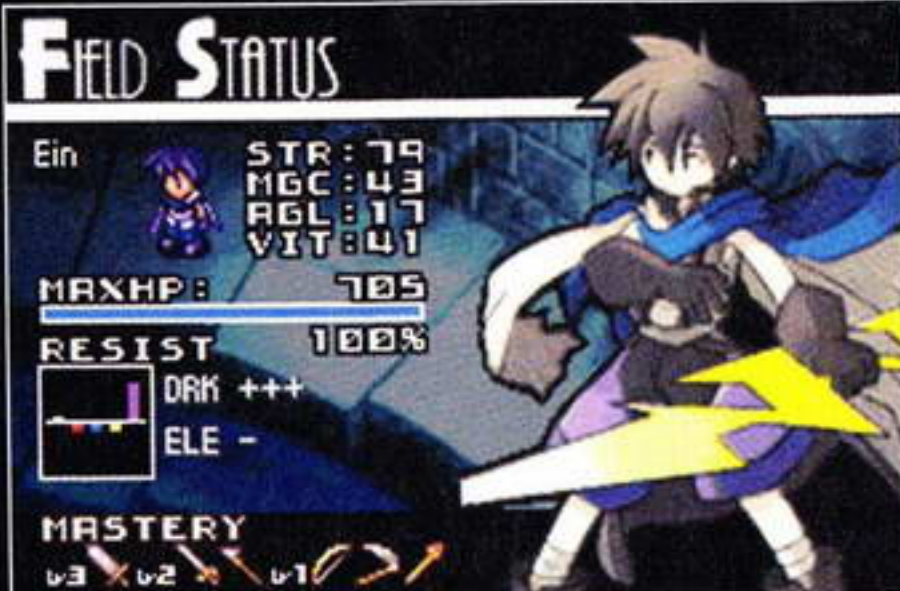 FIELD STATUS
Ein
STR:79
MGC:43
AGL:17
VIT:41
MAXHP: 705
100%
RESIST
DRK +++
ELE -
MASTERY
Lv3 Lv2 Lv1